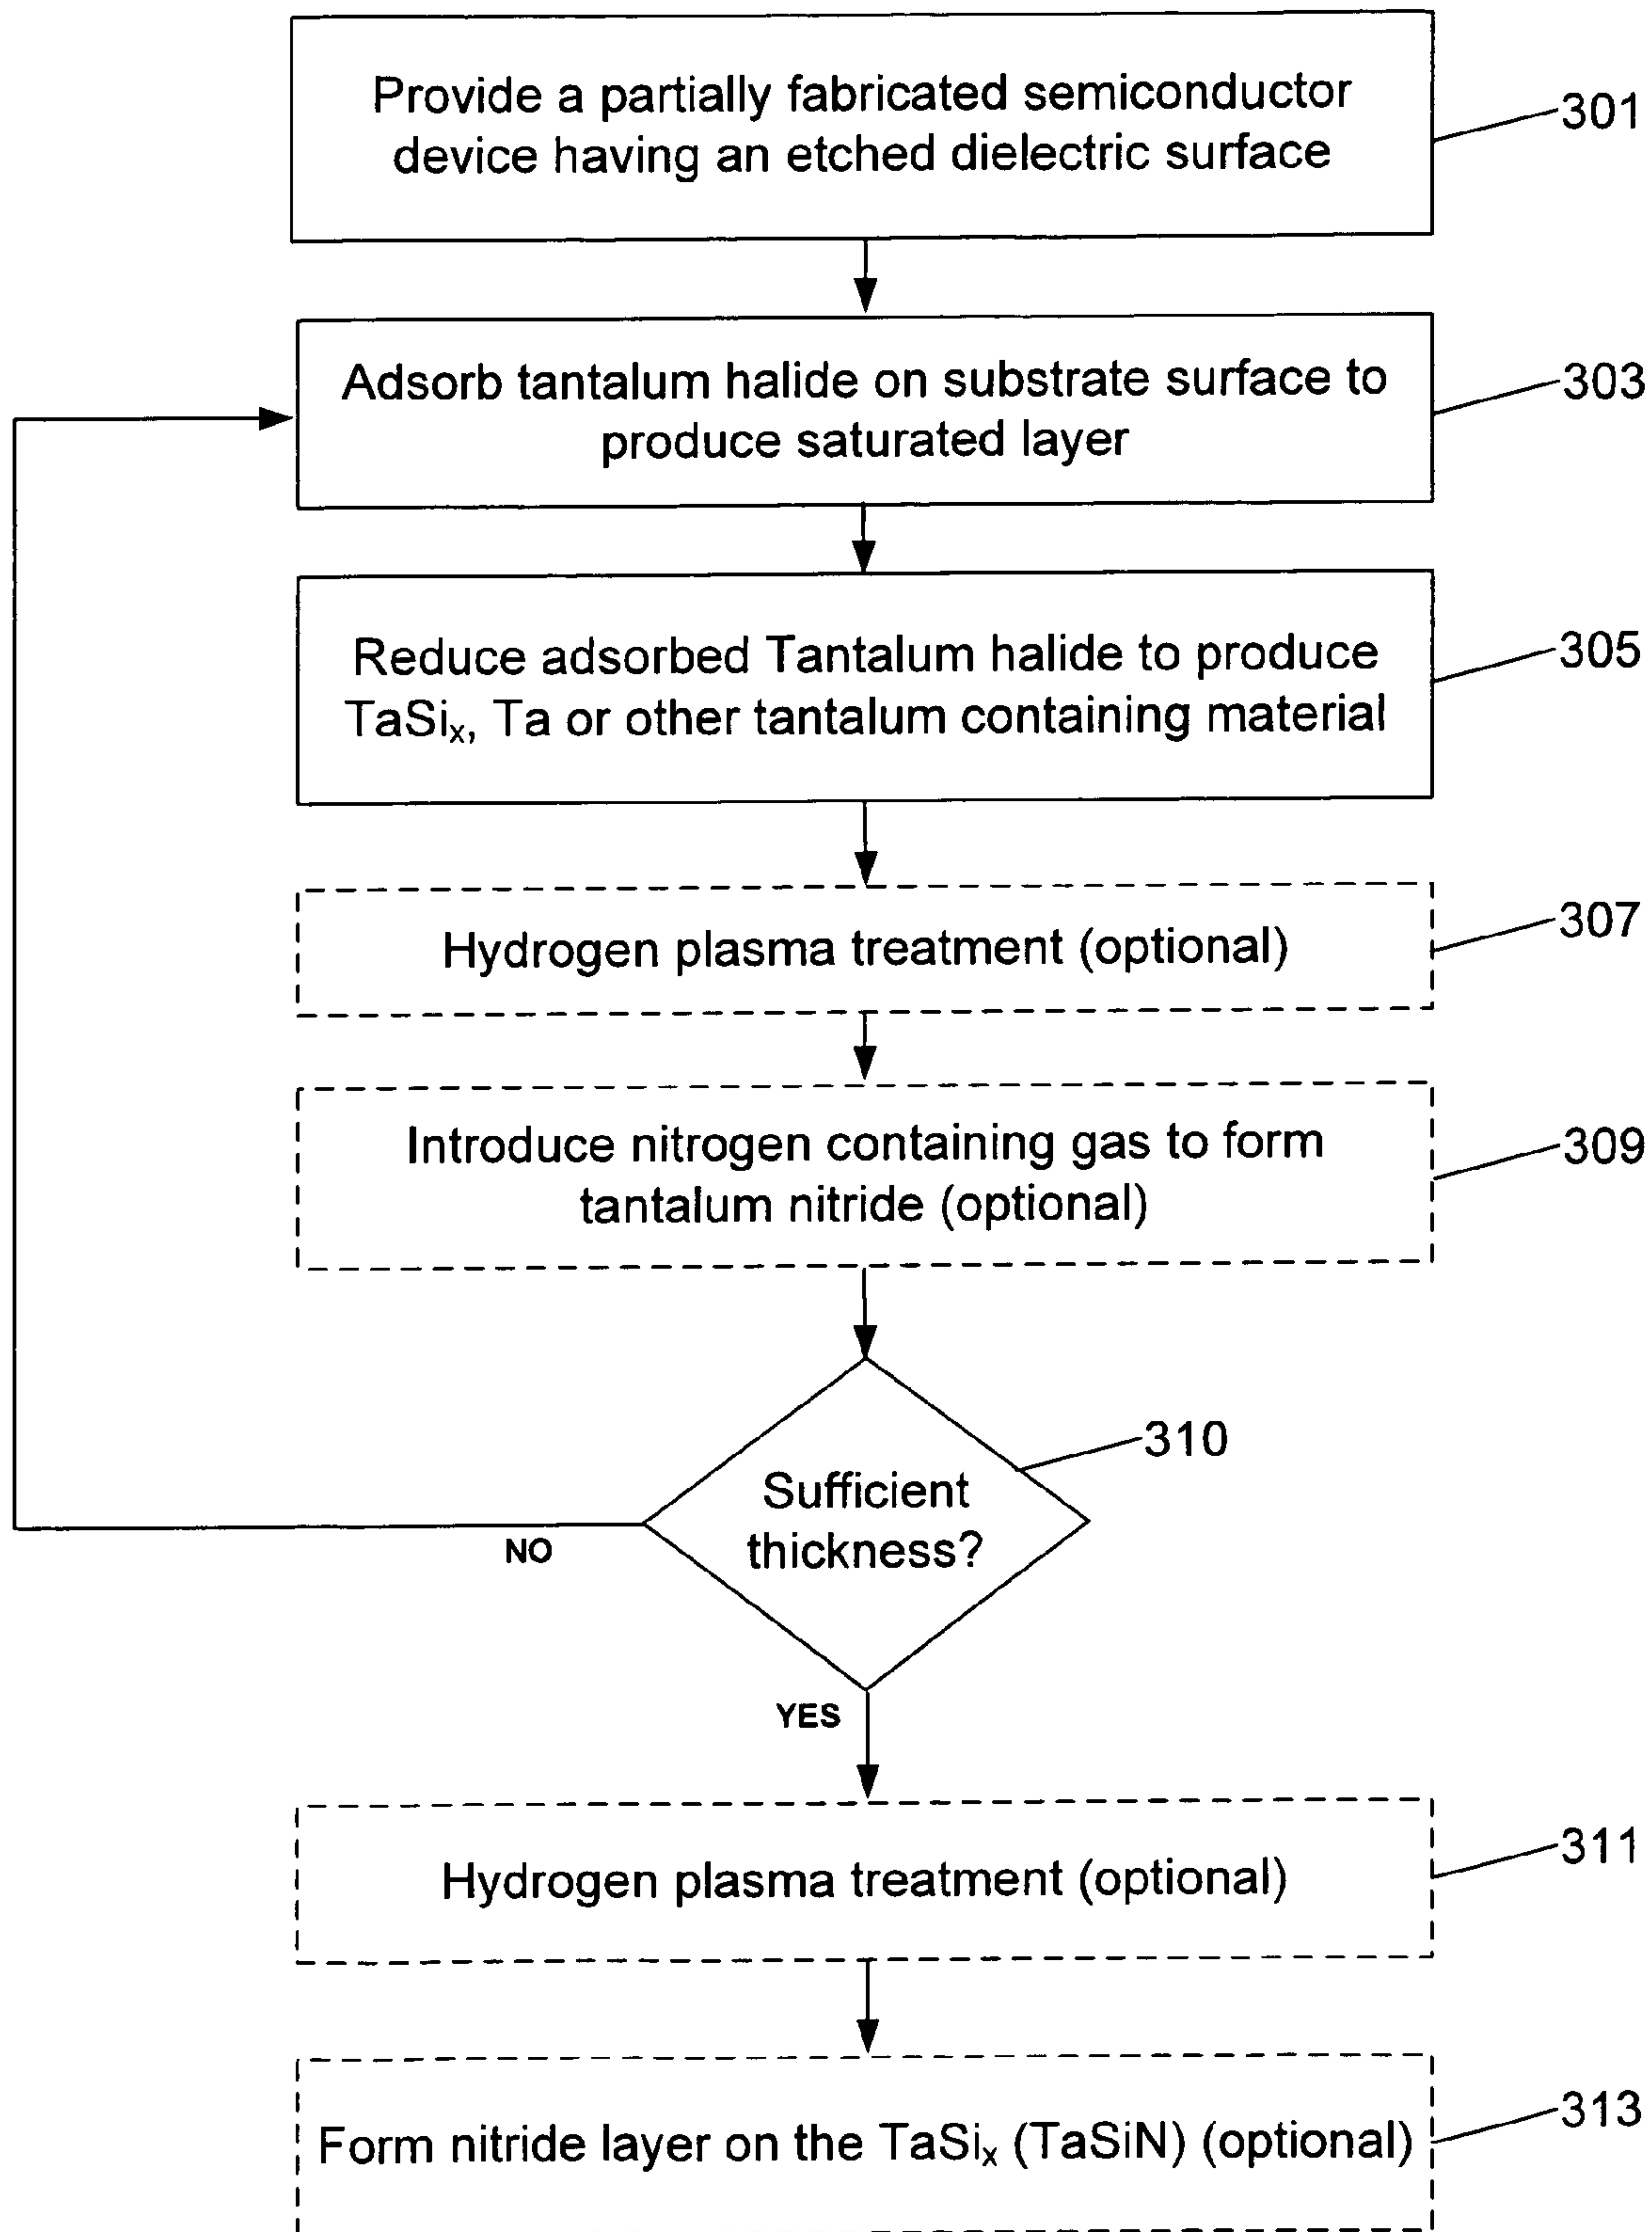 Provide a partially fabricated semiconductor
device having an etched dielectric surface
301
Adsorb tantalum halide on substrate surface to
produce saturated layer
303
Reduce adsorbed Tantalum halide to produce
TaSiₓ, Ta or other tantalum containing material
305
Hydrogen plasma treatment (optional)
307
Introduce nitrogen containing gas to form
tantalum nitride (optional)
309
Sufficient
thickness?
310
NO
YES
Hydrogen plasma treatment (optional)
311
Form nitride layer on the TaSiₓ (TaSiN) (optional)
313